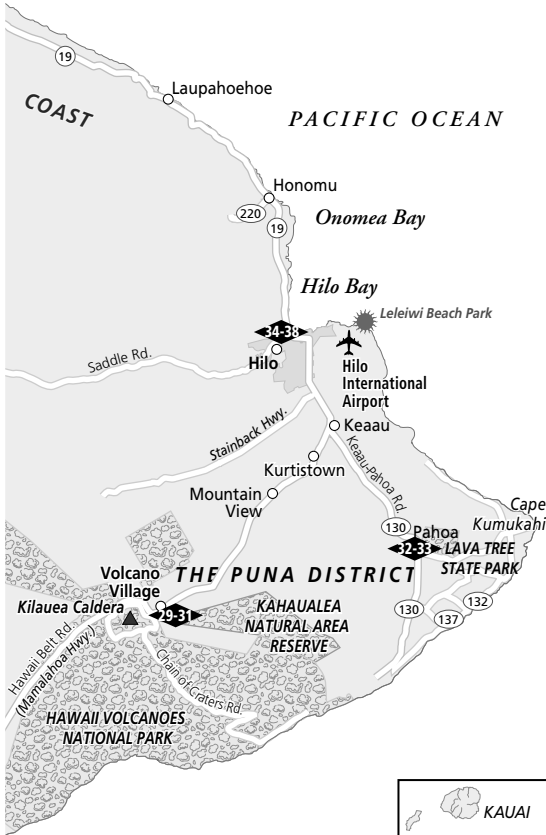 19
Laupahoehoe
COAST
PACIFIC OCEAN
Honomu
220
19
Onomea Bay
Hilo Bay
Leleiwi Beach Park
34-38
Saddle Rd.
Hilo
Hilo
International
Airport
Stainback Hwy.
Keaau
Keaau-Pahoa Rd.
Kurtistown
Mountain
View
Cape
Kumukahi
130
Pahoa
32-33
LAVA TREE
STATE PARK
Volcano
Village
THE PUNA DISTRICT
Kilauea Caldera
29-31
KAHAUALEA
NATURAL AREA
RESERVE
130
137
132
Hawaii Belt Rd.
(Mamalahoa Hwy.)
Chain of Craters Rd.
HAWAII VOLCANOES
NATIONAL PARK
KAUAI